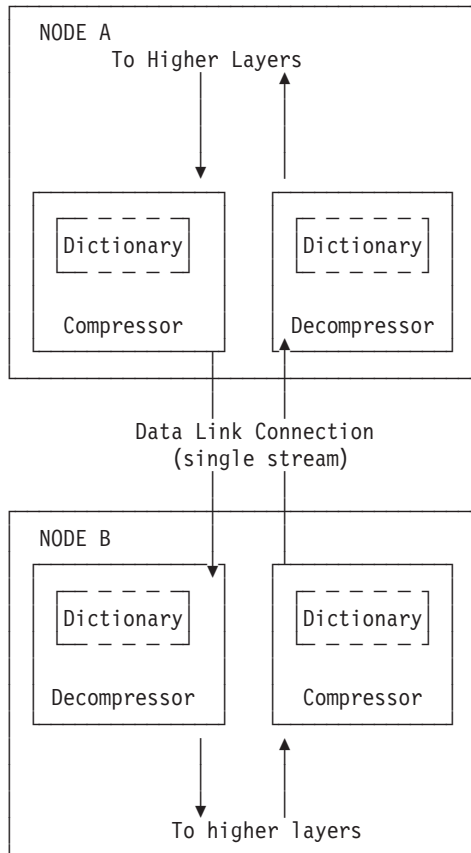 NODE A
To Higher Layers
Dictionary Dictionary
Compressor Decompressor
Data Link Connection
(single stream)
NODE B
Dictionary Dictionary
Decompressor Compressor
To higher layers